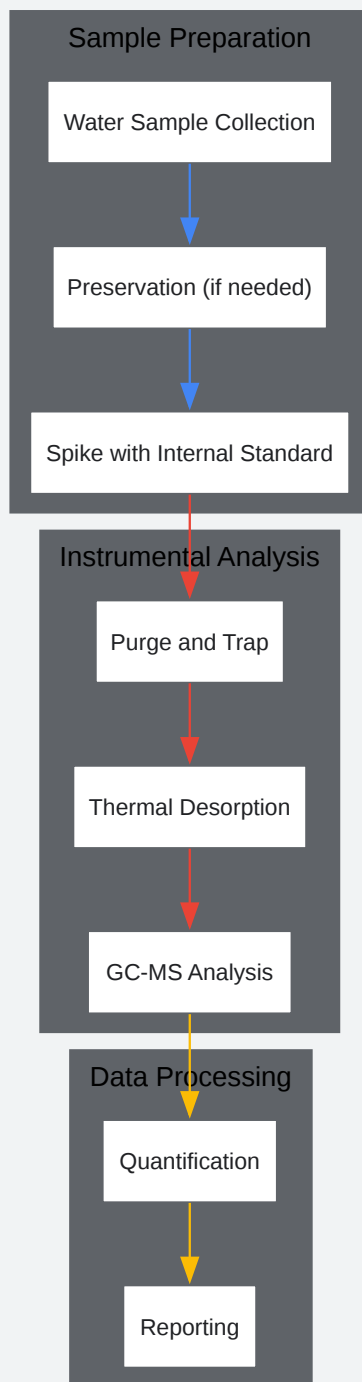 Sample Preparation
Water Sample Collection
Preservation (if needed)
Spike with Internal Standard
Instrumental Analysis
Purge and Trap
Thermal Desorption
GC-MS Analysis
Data Processing
Quantification
Reporting